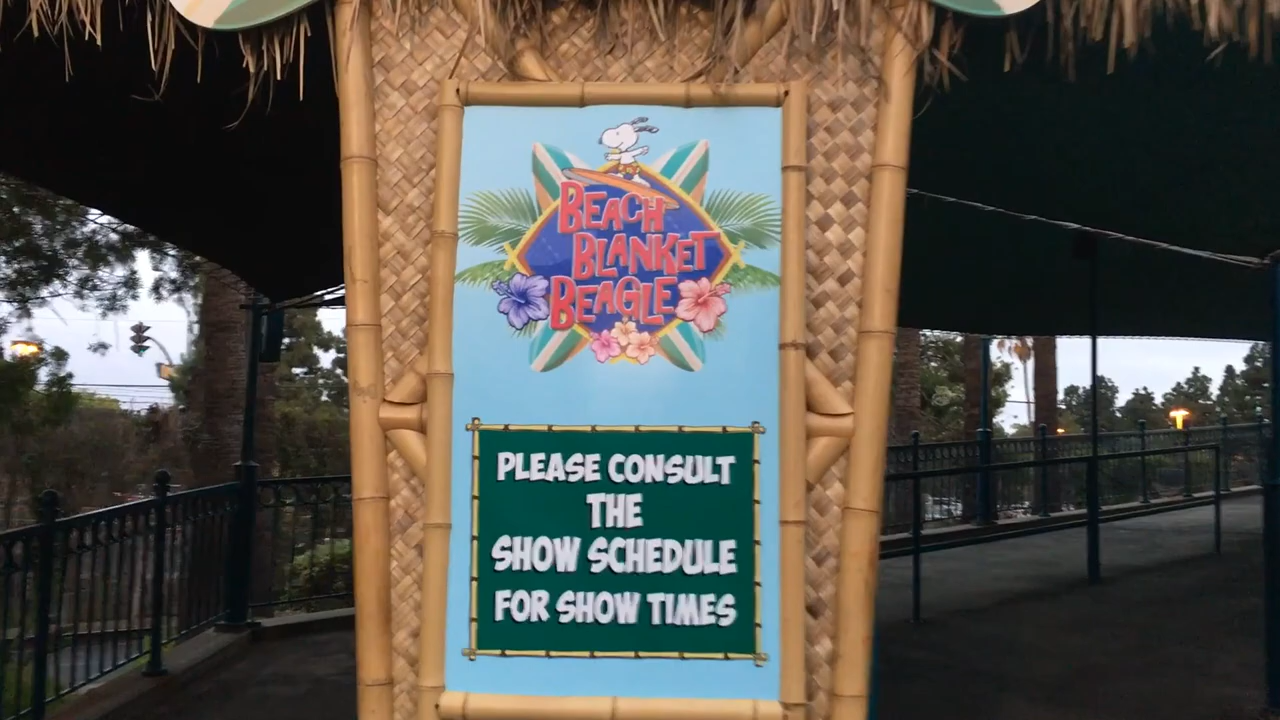 BEACH
BLANKET
BEAGLE
PLEASE CONSULT
THE
SHOW SCHEDULE
FOR SHOW TIMES